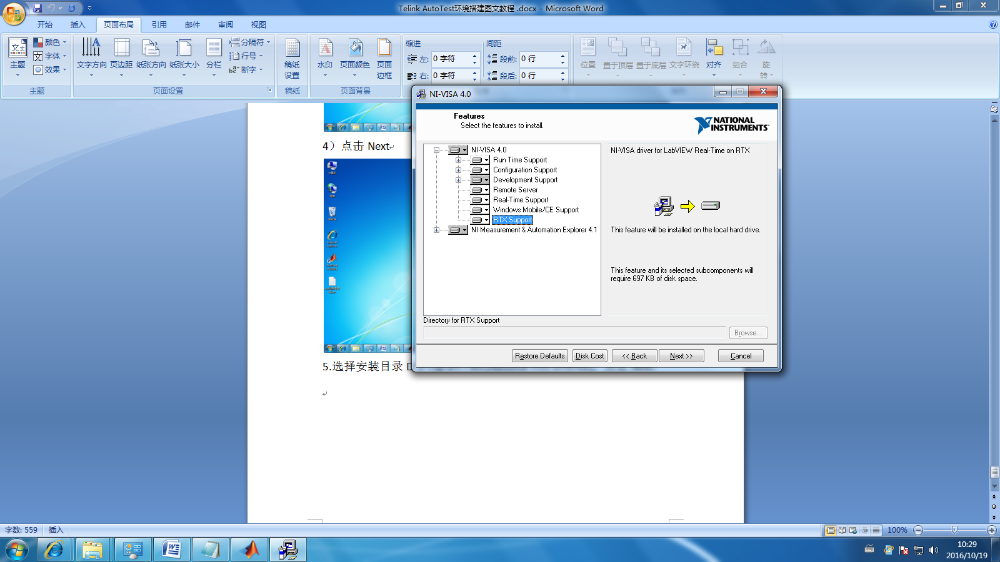 Telink AutoTest环境搭建图文教程 .docx - Microsoft Word
开始 插入 页面布局 引用 邮件 审阅 视图
主题
颜色
字体
效果
文字方向 页边距 纸张方向 纸张大小 分栏
分隔符
行号
断字
稿纸
设置
水印 页面颜色 页面
边框
缩进
左: 0 字符
右: 0 字符
间距
段前: 0 行
段后: 0 行
位置 置于顶层 置于底层 文字环绕 对齐 组合 旋
转
主题 页面设置 稿纸 页面背景
4）点击 Next
5.选择安装目录
NI-VISA 4.0
Features
Select the features to install.
NATIONAL
INSTRUMENTS
NI-VISA 4.0
Run Time Support
Configuration Support
Development Support
Remote Server
Real-Time Support
Windows Mobile/CE Support
RTX Support
NI Measurement & Automation Explorer 4.1
NI-VISA driver for LabVIEW Real-Time on RTX
This feature will be installed on the local hard drive.
This feature and its selected subcomponents will
require 697 KB of disk space.
Directory for RTX Support
Browse...
Restore Defaults Disk Cost << Back Next >> Cancel
字数: 559 插入
100%
10:29
2016/10/19